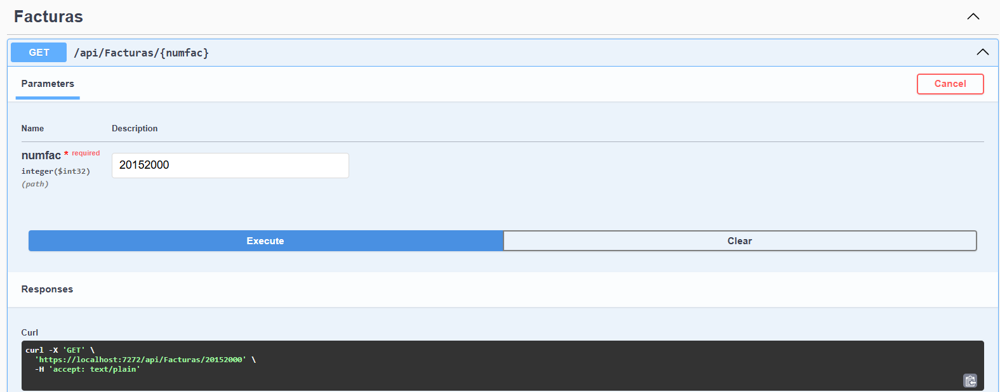 Facturas
GET /api/Facturas/{numfac}
Parameters
Cancel
Name Description
numfac * required
20152000
integer($int32)
(path)
Execute Clear
Responses
Curl
curl -X 'GET' \
'https://localhost:7272/api/Facturas/20152000' \
-H 'accept: text/plain'